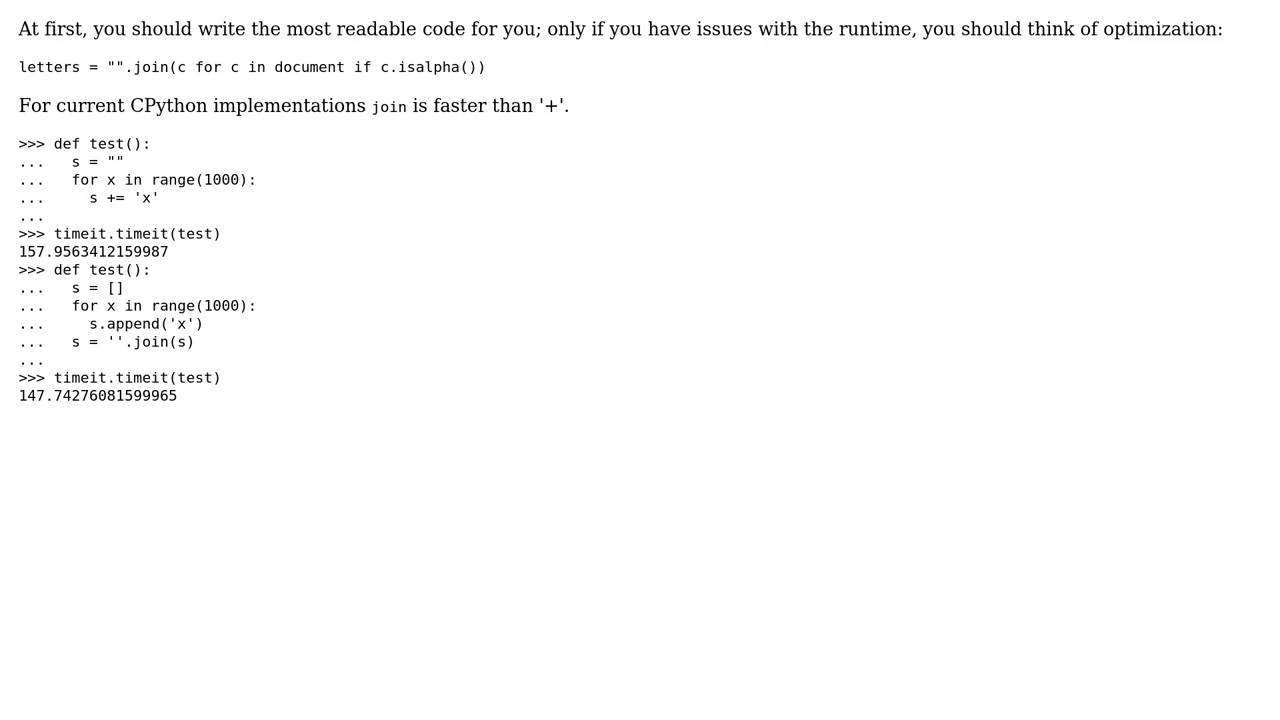 At first, you should write the most readable code for you; only if you have issues with the runtime, you should think of optimization:
letters = "".join(c for c in document if c.isalpha())
For current CPython implementations join is faster than '+'.
>>> def test():
...   s = ""
...   for x in range(1000):
...     s += 'x'
...
>>> timeit.timeit(test)
157.9563412159987
>>> def test():
...   s = []
...   for x in range(1000):
...     s.append('x')
...   s = ''.join(s)
...
>>> timeit.timeit(test)
147.74276081599965